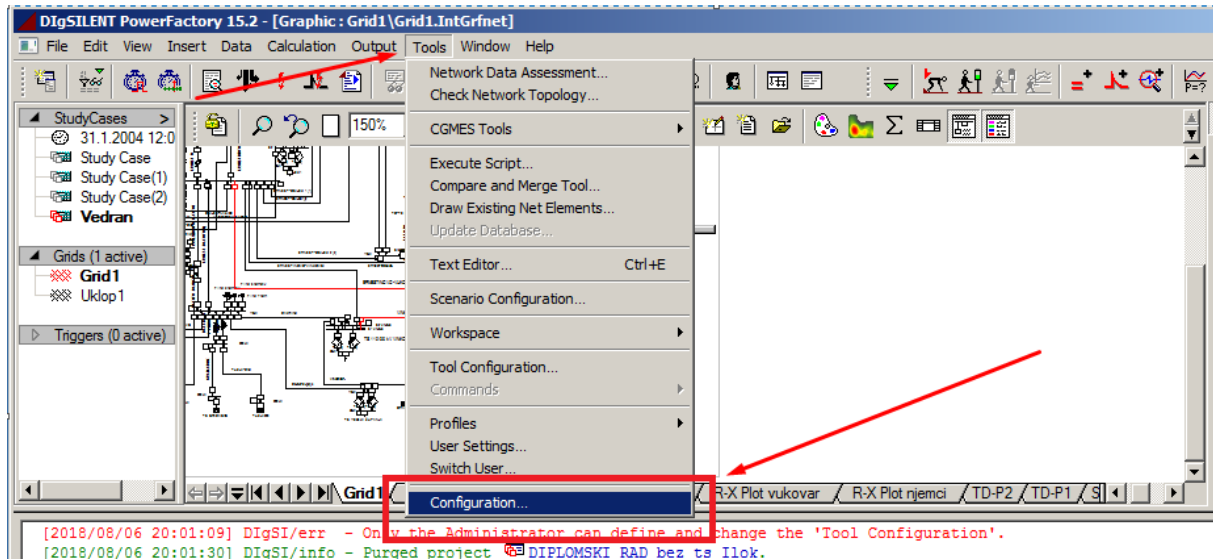 DIgSILENT PowerFactory 15.2 - [Graphic : Grid1\Grid1.IntGrfnet]
File Edit View Insert Data Calculation Output Tools Window Help
Network Data Assessment...
Check Network Topology...
CGMES Tools
Execute Script...
Compare and Merge Tool...
Draw Existing Net Elements...
Update Database...
Text Editor... Ctrl+E
Scenario Configuration...
Workspace
Tool Configuration...
Commands
Profiles
User Settings...
Switch User...
Configuration...
P=?
150%
StudyCases >
31.1.2004 12:0
Study Case
Study Case(1)
Study Case(2)
Vedran
Grids (1 active)
Grid1
Uklop1
Triggers (0 active)
Grid1 R-X Plot vukovar R-X Plot njemci TD-P2 TD-P1 S
[2018/08/06 20:01:09] DIgSI/err - Only the Administrator can define and change the 'Tool Configuration'.
[2018/08/06 20:01:30] DIgSI/info - Purged project DIPLOMSKI RAD bez ts Ilok.